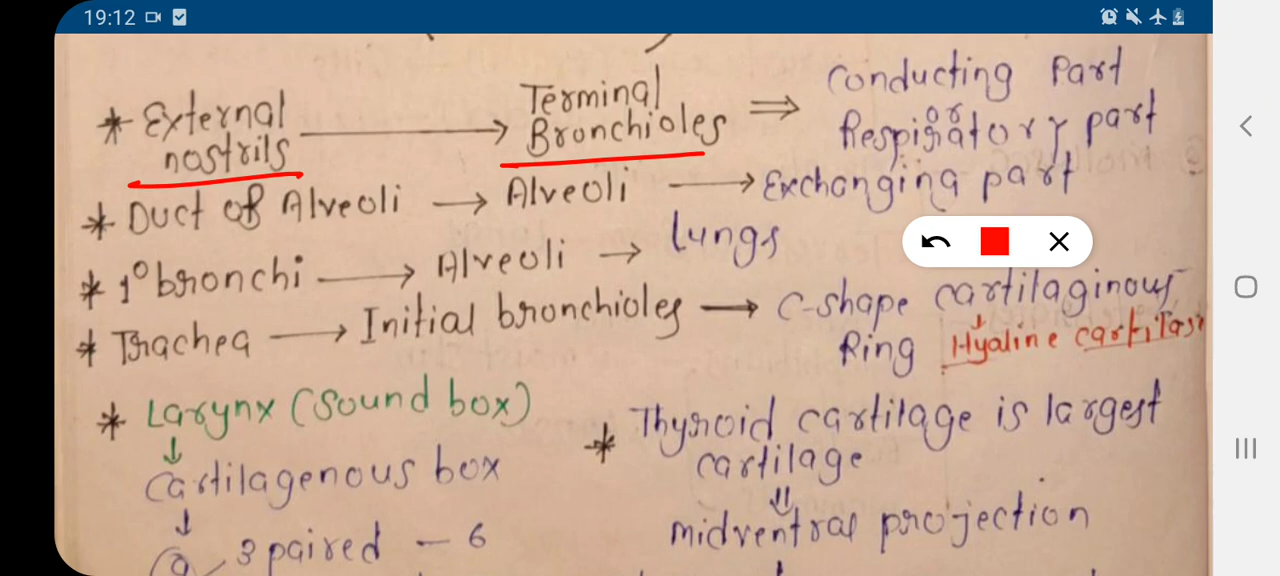 19:12
* External nostrils → Terminal Bronchioles ⇒ Conducting Part
or
Respiratory part
* Duct of Alveoli → Alveoli → Exchanging part
* 1° bronchi → Alveoli → Lungs
* Trachea → Initial bronchioles → C-shape cartilaginous
Ring
Hyaline
* Larynx (Sound box)
↓
Cartilagenous box
↓
9 3 paired — 6
* Thyroid cartilage is largest
cartilage
⇓
midventral projection